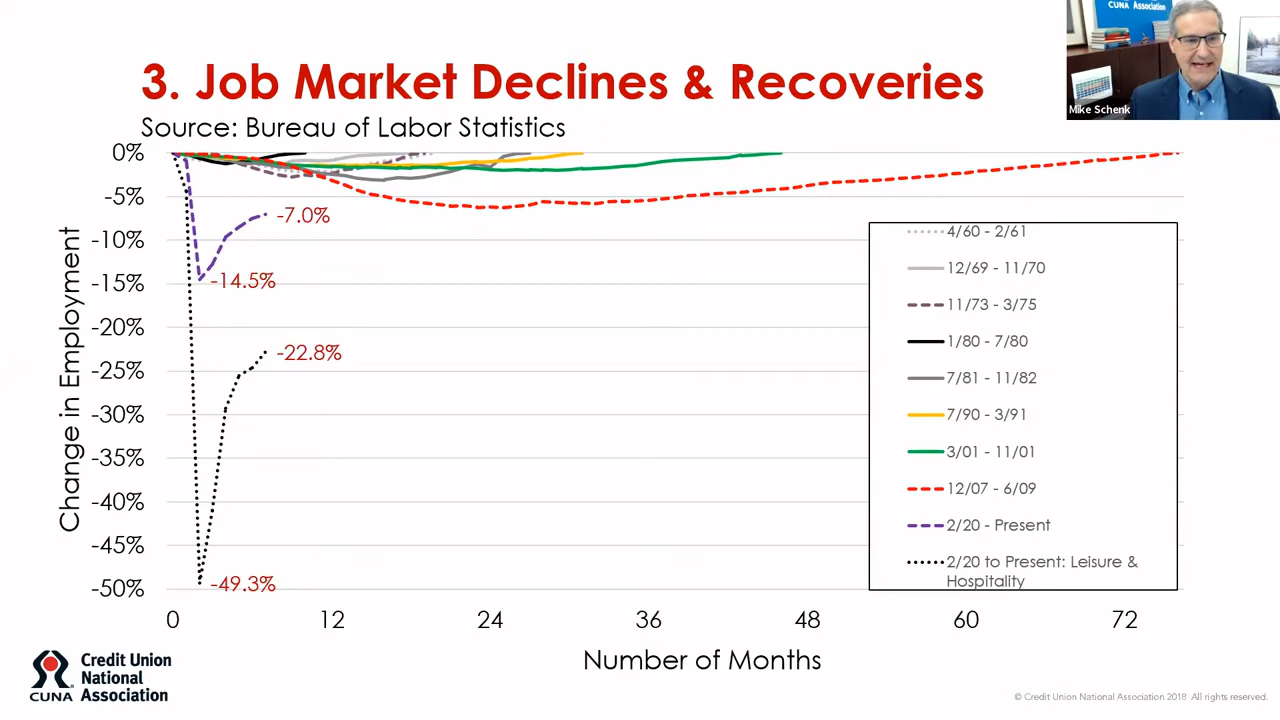 CUNA Association
Mike Schenk
3. Job Market Declines & Recoveries
Source: Bureau of Labor Statistics
0%
-5%
-10%
-15%
-20%
-25%
-30%
-35%
-40%
-45%
-50%
Change in Employment
-7.0%
-14.5%
-22.8%
-49.3%
4/60 - 2/61
12/69 - 11/70
11/73 - 3/75
1/80 - 7/80
7/81 - 11/82
7/90 - 3/91
3/01 - 11/01
12/07 - 6/09
2/20 - Present
2/20 to Present: Leisure &
Hospitality
0 12 24 36 48 60 72
Number of Months
CUNA
Credit Union
National
Association
© Credit Union National Association 2018 All rights reserved.